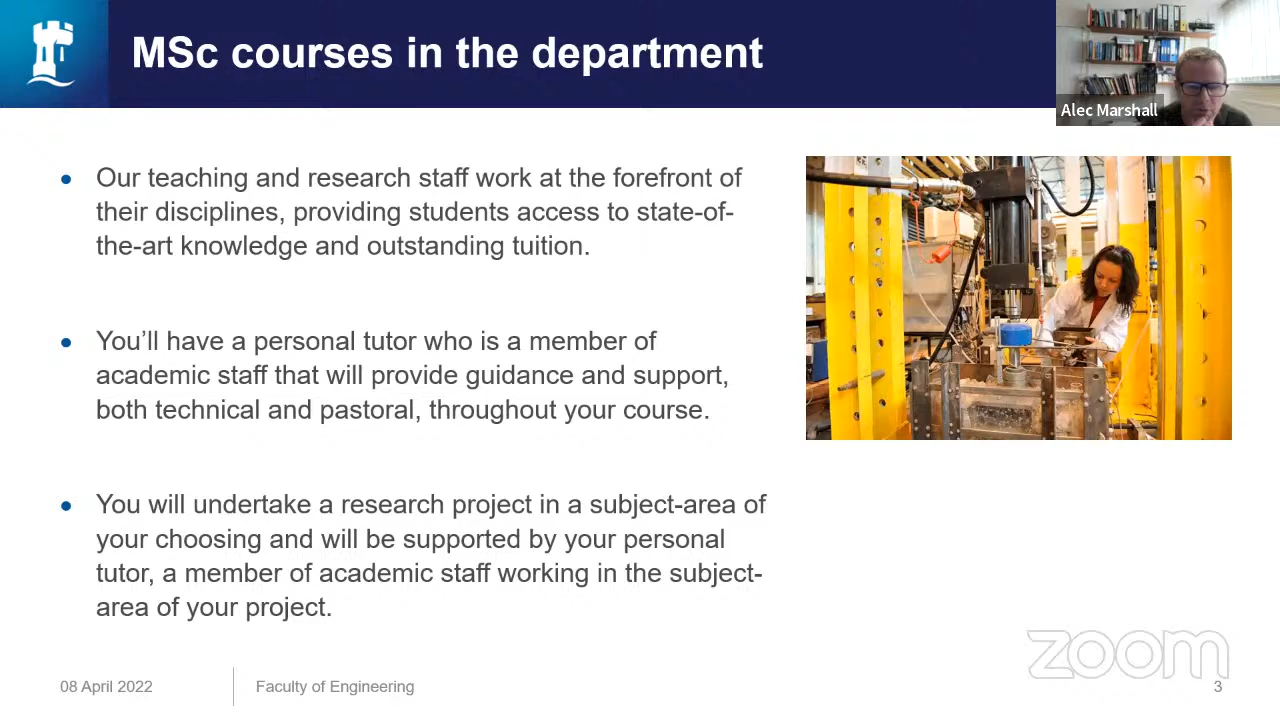 MSc courses in the department
Alec Marshall
Our teaching and research staff work at the forefront of
their disciplines, providing students access to state-of-
the-art knowledge and outstanding tuition.
You’ll have a personal tutor who is a member of
academic staff that will provide guidance and support,
both technical and pastoral, throughout your course.
You will undertake a research project in a subject-area of
your choosing and will be supported by your personal
tutor, a member of academic staff working in the subject-
area of your project.
zoom
08 April 2022
Faculty of Engineering
3